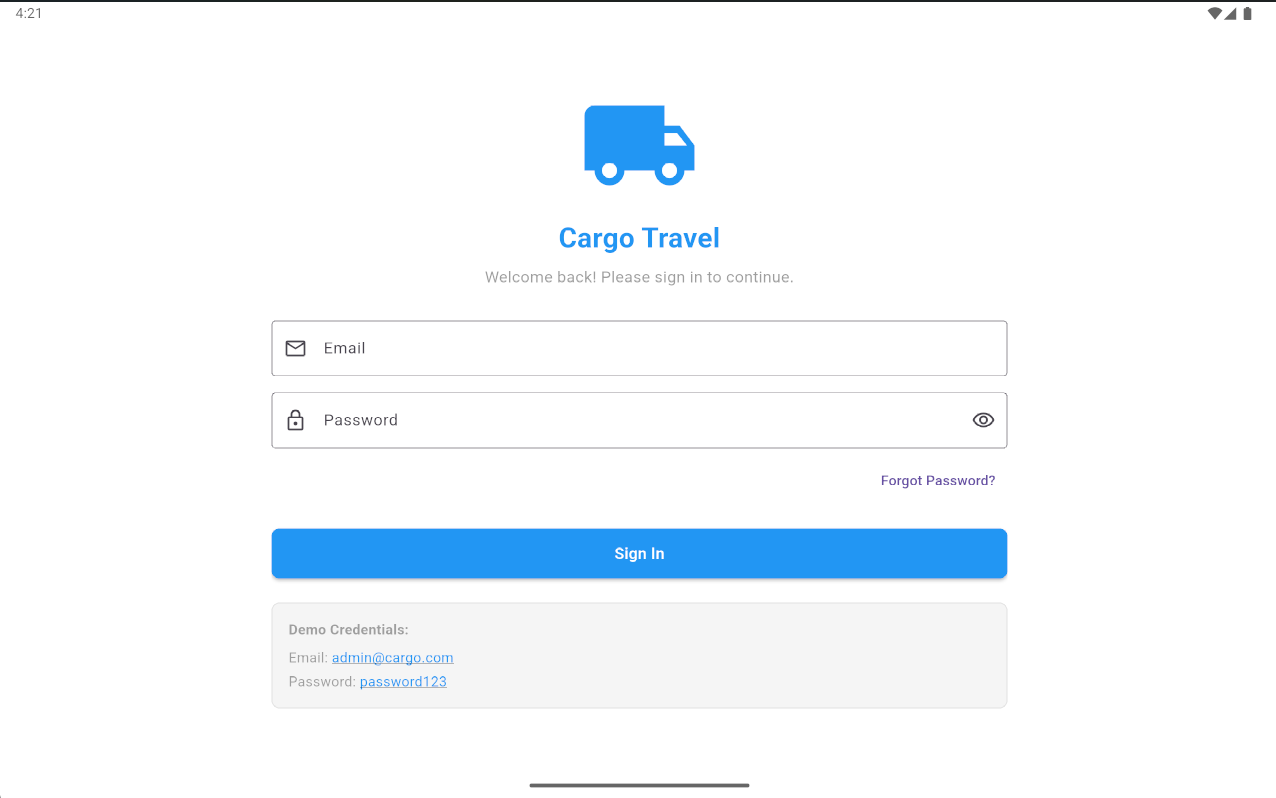 4:21
Cargo Travel
Welcome back! Please sign in to continue.
Email
Password
Forgot Password?
Sign In
Demo Credentials:
Email: admin@cargo.com
Password: password123